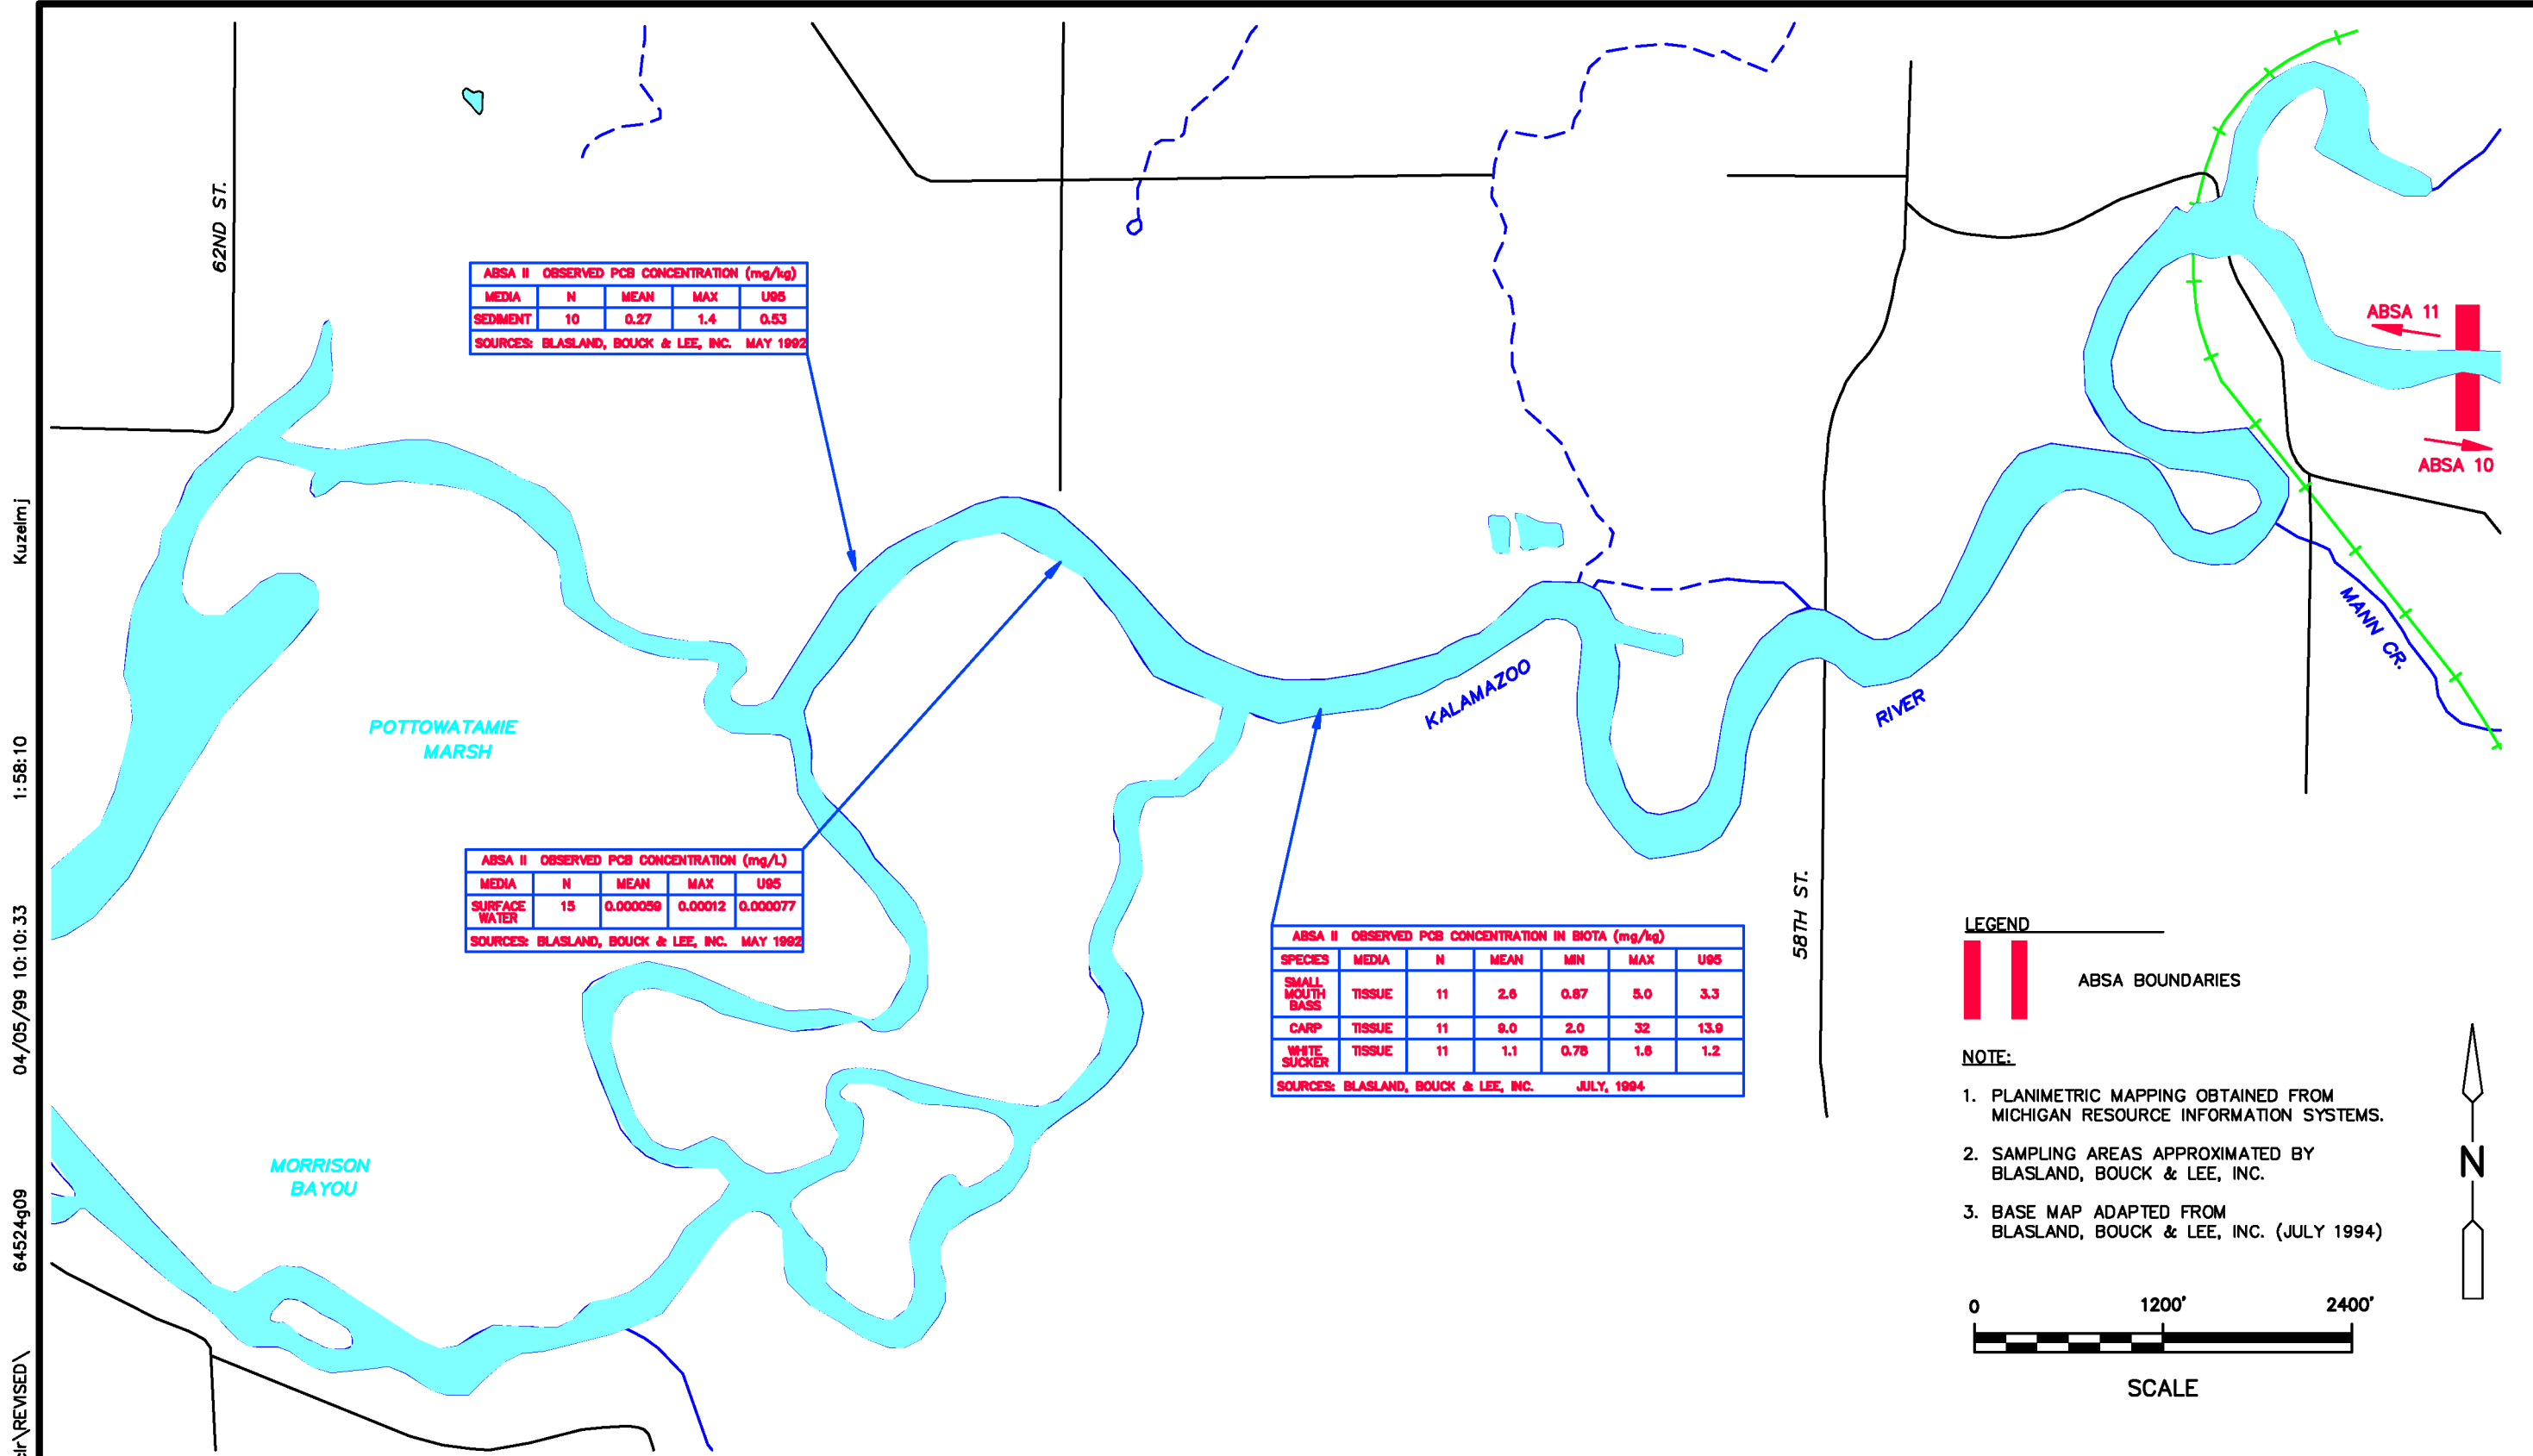 62ND ST.
ABSA II OBSERVED PCB CONCENTRATION (mg/kg)
MEDIA N MEAN MAX U95
SEDIMENT 10 0.27 1.4 0.53
SOURCES: BLASLAND, BOUCK & LEE, INC. MAY 1992
ABSA 11
ABSA 10
Kuzelmj
1:58:10
04/05/99 10:10:33
64524g09
clr\REVISED\
POTTOWATAMIE
MARSH
KALAMAZOO
RIVER
MANN CR.
ABSA II OBSERVED PCB CONCENTRATION (mg/L)
MEDIA N MEAN MAX U95
SURFACE
WATER
15 0.000059 0.00012 0.000077
SOURCES: BLASLAND, BOUCK & LEE, INC. MAY 1992
58TH ST.
ABSA II OBSERVED PCB CONCENTRATION IN BIOTA (mg/kg)
SPECIES MEDIA N MEAN MIN MAX U95
SMALL
MOUTH
BASS
TISSUE 11 2.6 0.67 5.0 3.3
CARP TISSUE 11 9.0 2.0 32 13.9
WHITE
SUCKER
TISSUE 11 1.1 0.78 1.6 1.2
SOURCES: BLASLAND, BOUCK & LEE, INC. JULY, 1994
MORRISON
BAYOU
LEGEND
ABSA BOUNDARIES
NOTE:
1. PLANIMETRIC MAPPING OBTAINED FROM
MICHIGAN RESOURCE INFORMATION SYSTEMS.
2. SAMPLING AREAS APPROXIMATED BY
BLASLAND, BOUCK & LEE, INC.
3. BASE MAP ADAPTED FROM
BLASLAND, BOUCK & LEE, INC. (JULY 1994)
N
0 1200' 2400'
SCALE